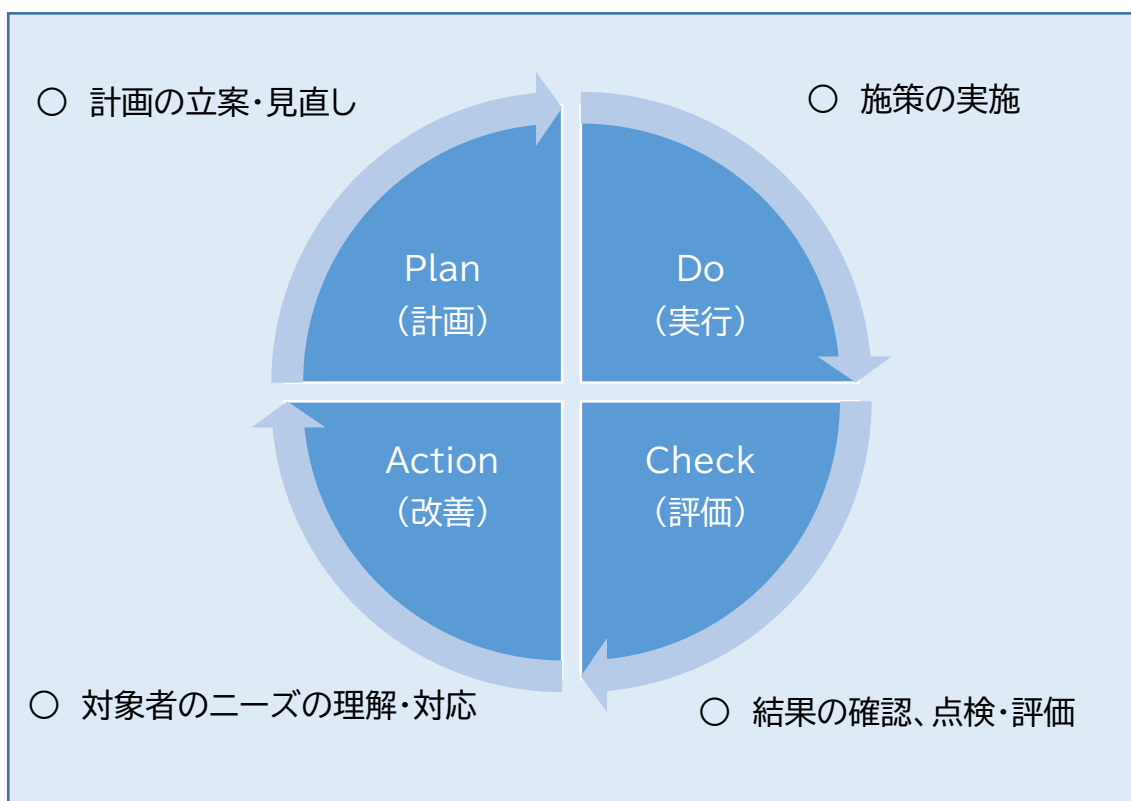 ○ 計画の立案・見直し
○ 施策の実施
Plan
（計画）
Do
（実行）
Action
（改善）
Check
（評価）
○ 対象者のニーズの理解・対応
○ 結果の確認、点検・評価